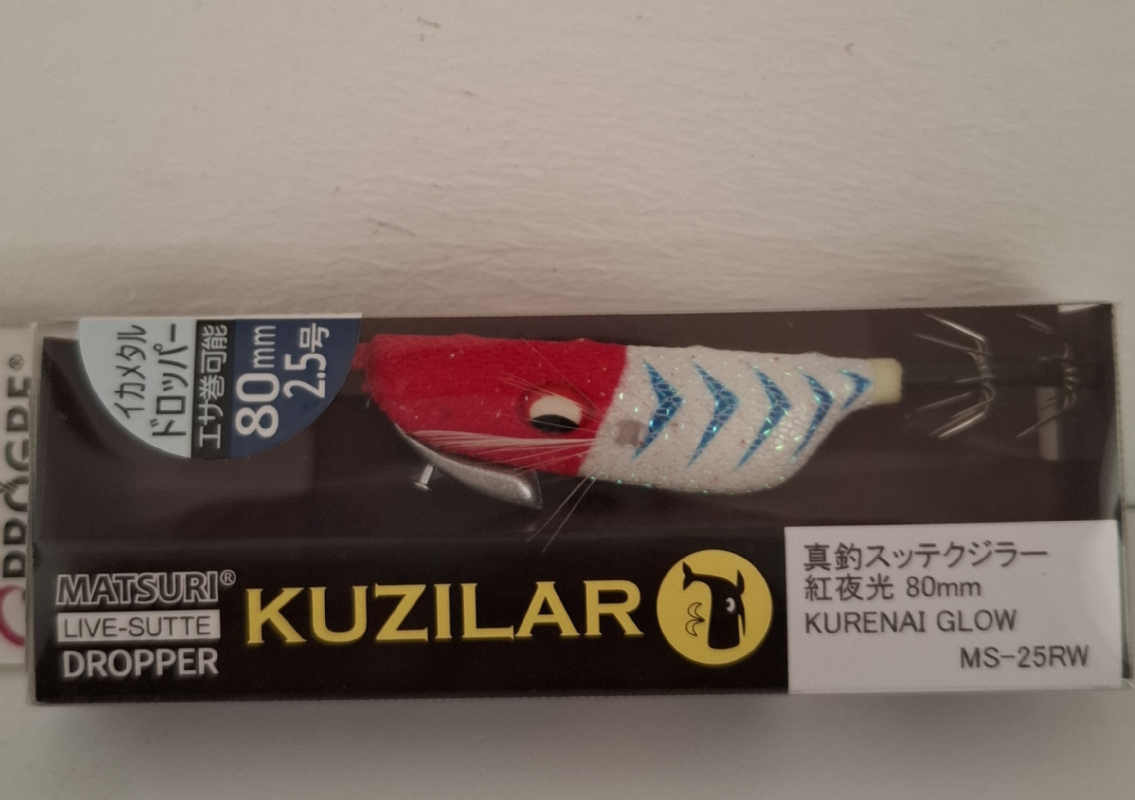 イカメタル
ドロッパー
エサ巻可能
80mm
2.5号
PROGRE®
MATSURI®
LIVE-SUTTE
DROPPER
KUZILAR
真釣スッテクジラー
紅夜光 80mm
KURENAI GLOW
MS-25RW